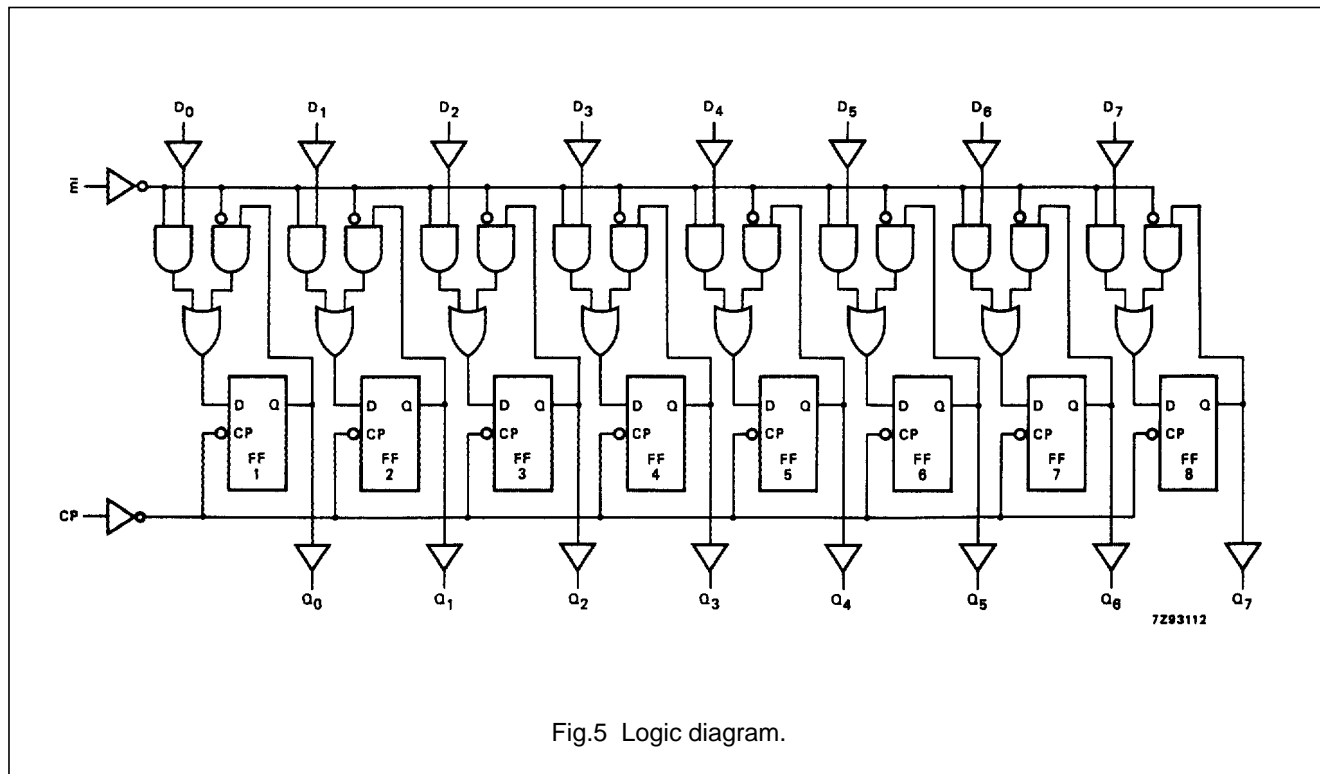 D0 D1 D2 D3 D4 D5 D6 D7
E̅
D Q D Q D Q D Q D Q D Q D Q D Q
CP CP CP CP CP CP CP CP
FF FF FF FF FF FF FF FF
1 2 3 4 5 6 7 8
CP
Q0 Q1 Q2 Q3 Q4 Q5 Q6 Q7
7Z93112
Fig.5 Logic diagram.